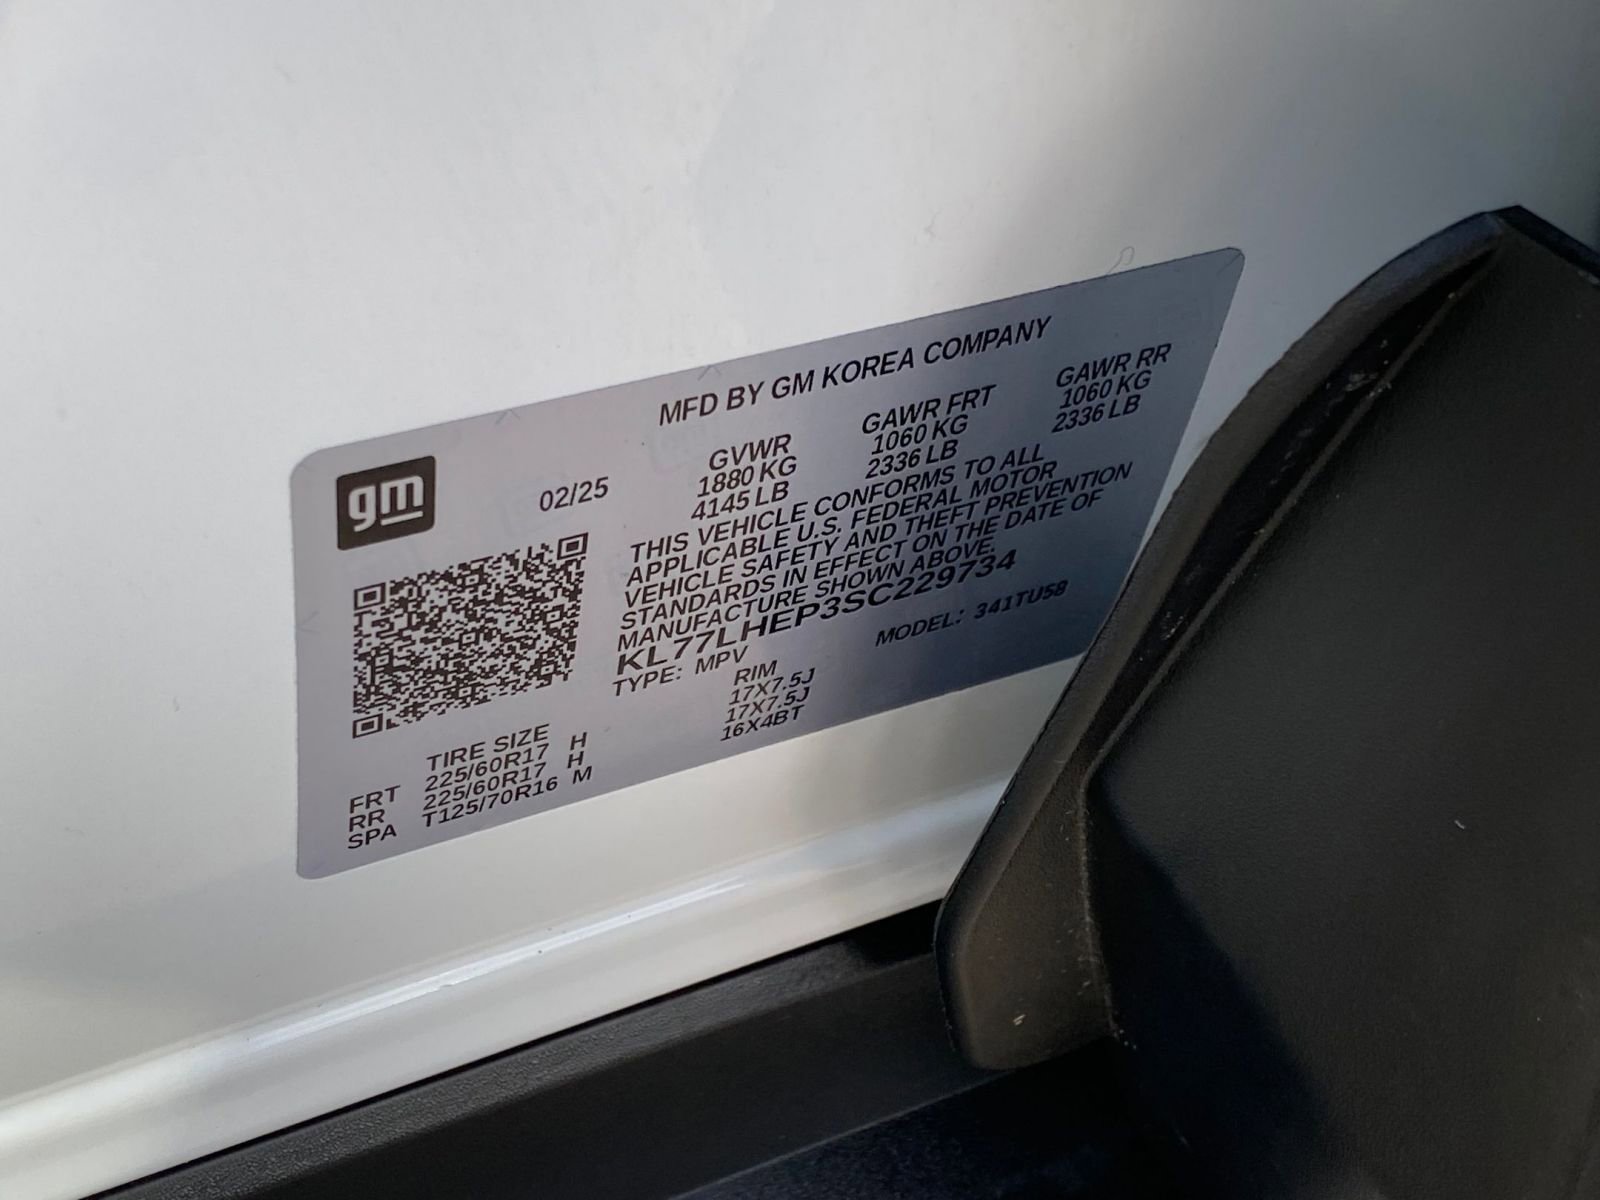 MFD BY GM KOREA COMPANY
gm
02/25
GVWR GAWR FRT GAWR RR
1880 KG 1060 KG 1060 KG
4145 LB 2336 LB 2336 LB
THIS VEHICLE CONFORMS TO ALL
APPLICABLE U.S. FEDERAL MOTOR
VEHICLE SAFETY AND THEFT PREVENTION
STANDARDS IN EFFECT ON THE DATE OF
MANUFACTURE SHOWN ABOVE.
KL77LHEP3SC229734
TYPE: MPV MODEL: 341TU58
TIRE SIZE RIM
FRT 225/60R17 H 17X7.5J
RR 225/60R17 H 17X7.5J
SPA T125/70R16 M 16X4BT